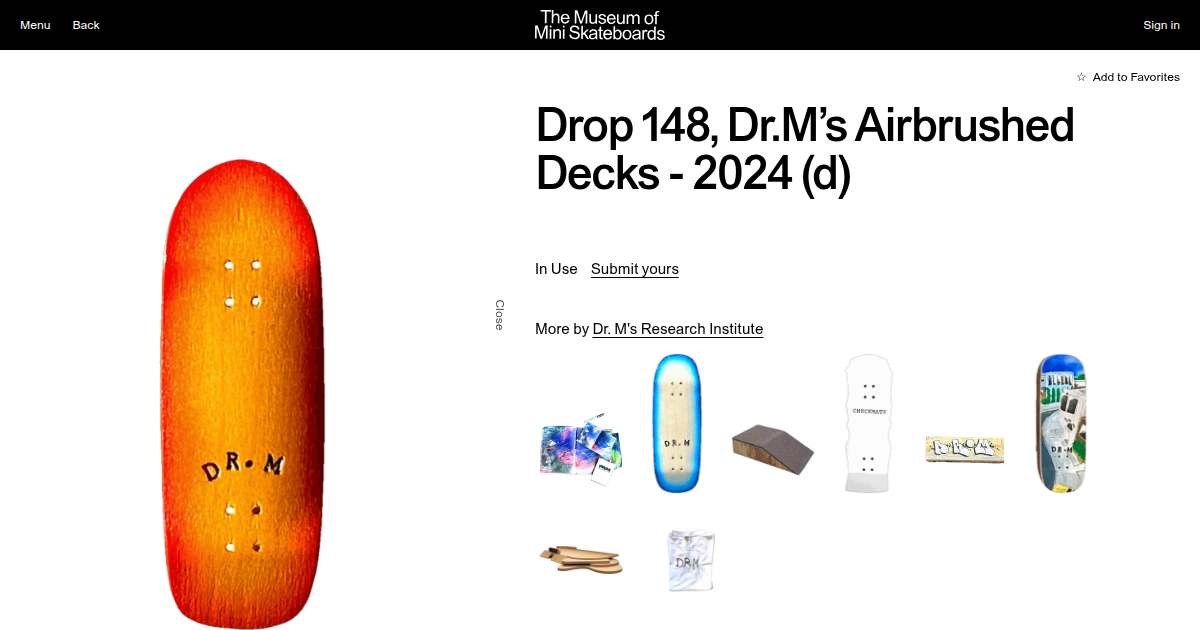 Menu
Back
The Museum of
Mini Skateboards
Sign in
☆ Add to Favorites
Drop 148, Dr.M’s Airbrushed
Decks - 2024 (d)
In Use Submit yours
Close
More by Dr. M's Research Institute
DR.M
DR.M
CHECKMATE
DR.M
DRM